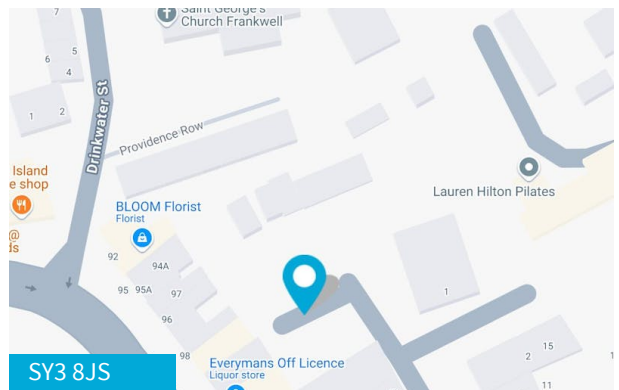 7
Saint George's
Church Frankwell
6
5
4
1
2
Drinkwater St
Providence Row
Island
e shop
@
ds
BLOOM Florist
Florist
92
94A
95
95A
97
96
98
Lauren Hilton Pilates
1
Everymans Off Licence
Liquor store
2
15
11
SY3 8JS